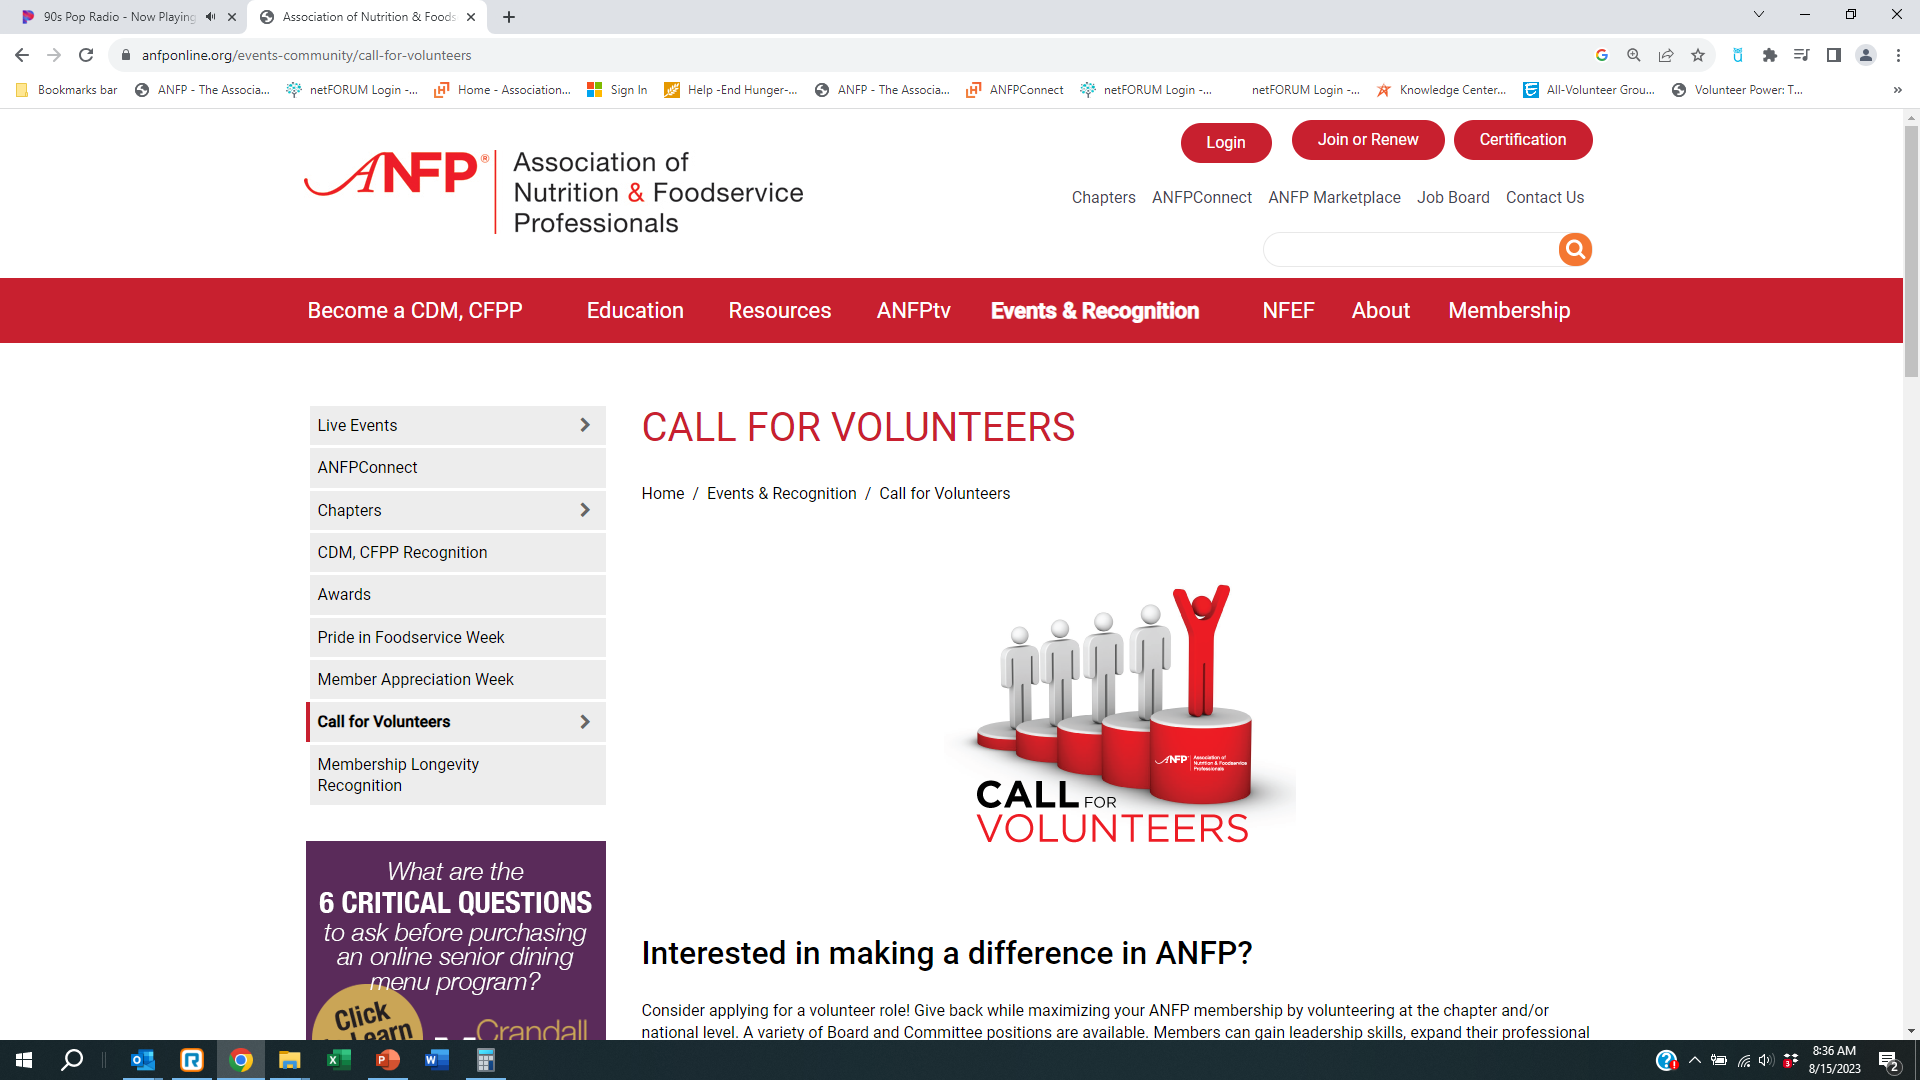 90s Pop Radio - Now Playing
Association of Nutrition & Foods
anfponline.org/events-community/call-for-volunteers
Bookmarks bar
ANFP - The Associa...
netFORUM Login -...
Home - Association...
Sign In
Help -End Hunger-...
ANFP - The Associa...
ANFPConnect
netFORUM Login -...
netFORUM Login -...
Knowledge Center...
All-Volunteer Grou...
Volunteer Power: T...
»
ANFP®
Association of
Nutrition & Foodservice
Professionals
Login
Join or Renew
Certification
Chapters
ANFPConnect
ANFP Marketplace
Job Board
Contact Us
Become a CDM, CFPP
Education
Resources
ANFPtv
Events & Recognition
NFEF
About
Membership
Live Events
ANFPConnect
Chapters
CDM, CFPP Recognition
Awards
Pride in Foodservice Week
Member Appreciation Week
Call for Volunteers
Membership Longevity
Recognition
What are the
6 CRITICAL QUESTIONS
to ask before purchasing
an online senior dining
menu program?
Click
Learn
Crandall
CALL FOR VOLUNTEERS
Home / Events & Recognition / Call for Volunteers
ANFP
Association of
Nutrition & Foodservice
Professionals
CALL FOR
VOLUNTEERS
Interested in making a difference in ANFP?
Consider applying for a volunteer role! Give back while maximizing your ANFP membership by volunteering at the chapter and/or
national level. A variety of Board and Committee positions are available. Members can gain leadership skills, expand their professional
8:36 AM
8/15/2023
2